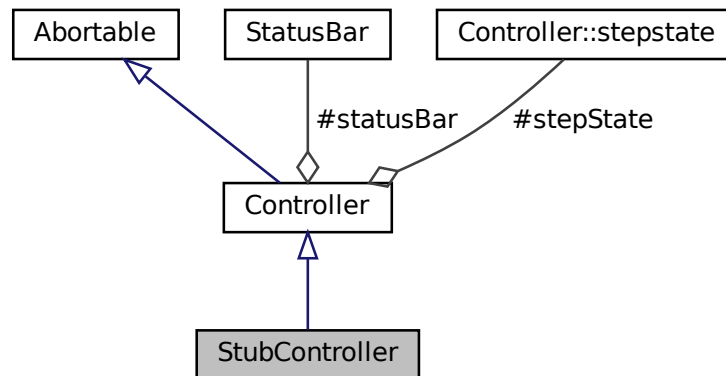 Abortable
StatusBar
Controller::stepstate
#statusBar
#stepState
Controller
StubController